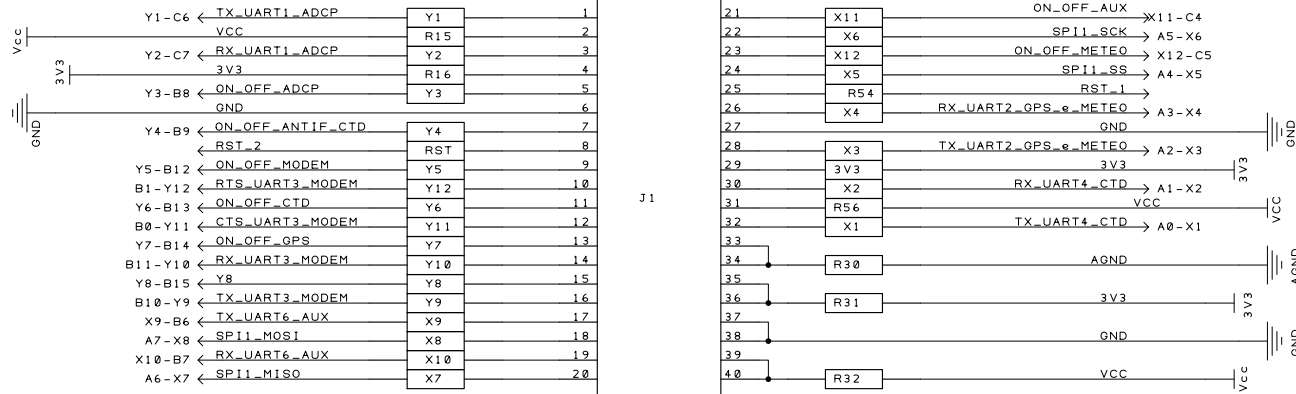 Y1-C6 TX_UART1_ADCP Y1 1
Vcc VCC R15 2
Y2-C7 RX_UART1_ADCP Y2 3
3V3 3V3 R16 4
Y3-B8 ON_OFF_ADCP Y3 5
GND GND 6
Y4-B9 ON_OFF_ANTIF_CTD Y4 7
RST_2 RST 8
Y5-B12 ON_OFF_MODEM Y5 9
B1-Y12 RTS_UART3_MODEM Y12 10
Y6-B13 ON_OFF_CTD Y6 11
B0-Y11 CTS_UART3_MODEM Y11 12
Y7-B14 ON_OFF_GPS Y7 13
B11-Y10 RX_UART3_MODEM Y10 14
Y8-B15 Y8 Y8 15
B10-Y9 TX_UART3_MODEM Y9 16
X9-B6 TX_UART6_AUX X9 17
A7-X8 SPI1_MOSI X8 18
X10-B7 RX_UART6_AUX X10 19
A6-X7 SPI1_MISO X7 20
J1
21 X11 ON_OFF_AUX X11-C4
22 X6 SPI1_SCK A5-X6
23 X12 ON_OFF_METEO X12-C5
24 X5 SPI1_SS A4-X5
25 R54 RST_1
26 X4 RX_UART2_GPS_e_METEO A3-X4
27 GND GND
28 X3 TX_UART2_GPS_e_METEO A2-X3
29 3V3 3V3 3V3
30 X2 RX_UART4_CTD A1-X2
31 R56 VCC VCC
32 X1 TX_UART4_CTD A0-X1
33
34 R30 AGND AGND
35
36 R31 3V3 3V3
37
38 GND GND
39
40 R32 VCC Vcc